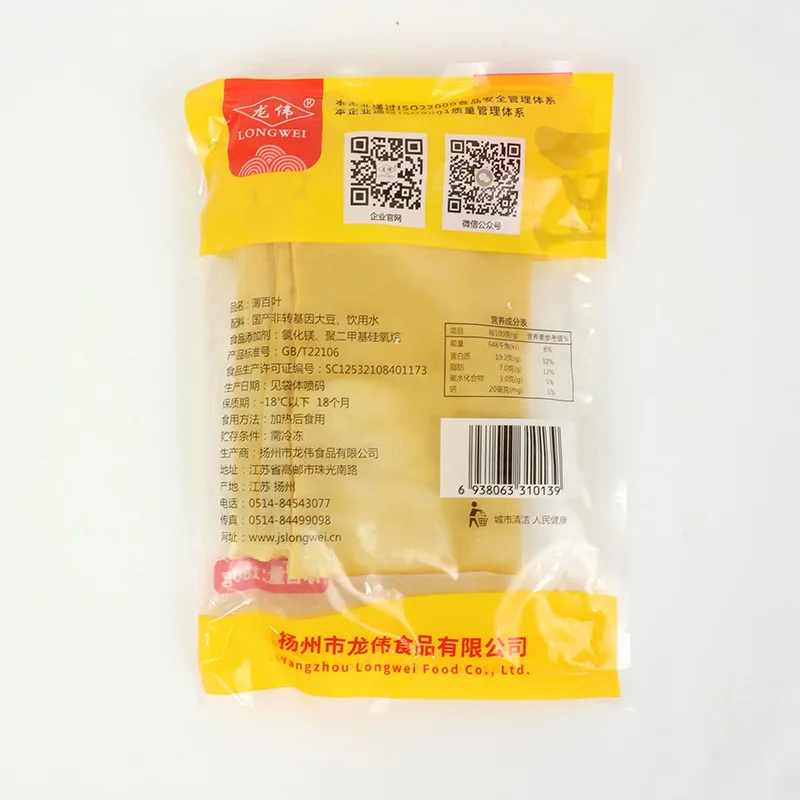 龙伟®
LONGWEI
本企业通过ISO22000食品安全管理体系
本企业通过ISO9001质量管理体系
企业官网
微信公众号
品名：薄百叶
配料：国产非转基因大豆、饮用水
食品添加剂：氯化镁、聚二甲基硅氧烷
产品标准号：GB/T22106
食品生产许可证编号：SC12532108401173
生产日期：见袋体喷码
保质期：-18℃以下 18个月
食用方法：加热后食用
贮存条件：需冷冻
生产商：扬州市龙伟食品有限公司
地址：江苏省高邮市珠光南路
产地：江苏 扬州
电话：0514-84543077
传真：0514-84499098
网址：www.jslongwei.cn
营养成分表
项目 每100克(g) 营养素参考值%
能量 648千焦(kJ) 8%
蛋白质 19.2克(g) 32%
脂肪 7.0克(g) 12%
碳水化合物 3.0克(g) 1%
钠 20毫克(mg) 1%
6 938063 310139
城市清洁 人民健康
扬州市龙伟食品有限公司
Yangzhou Longwei Food Co., Ltd.